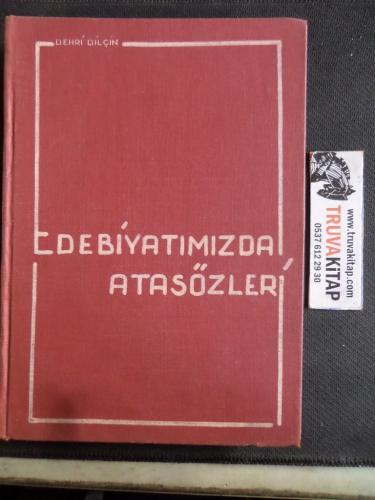 DEHRİ DİLÇİN
EDEBİYATIMIZDA
ATASÖZLERİ
TRUVAKİTAP
www.truvakitap.com
0537 612 29 30